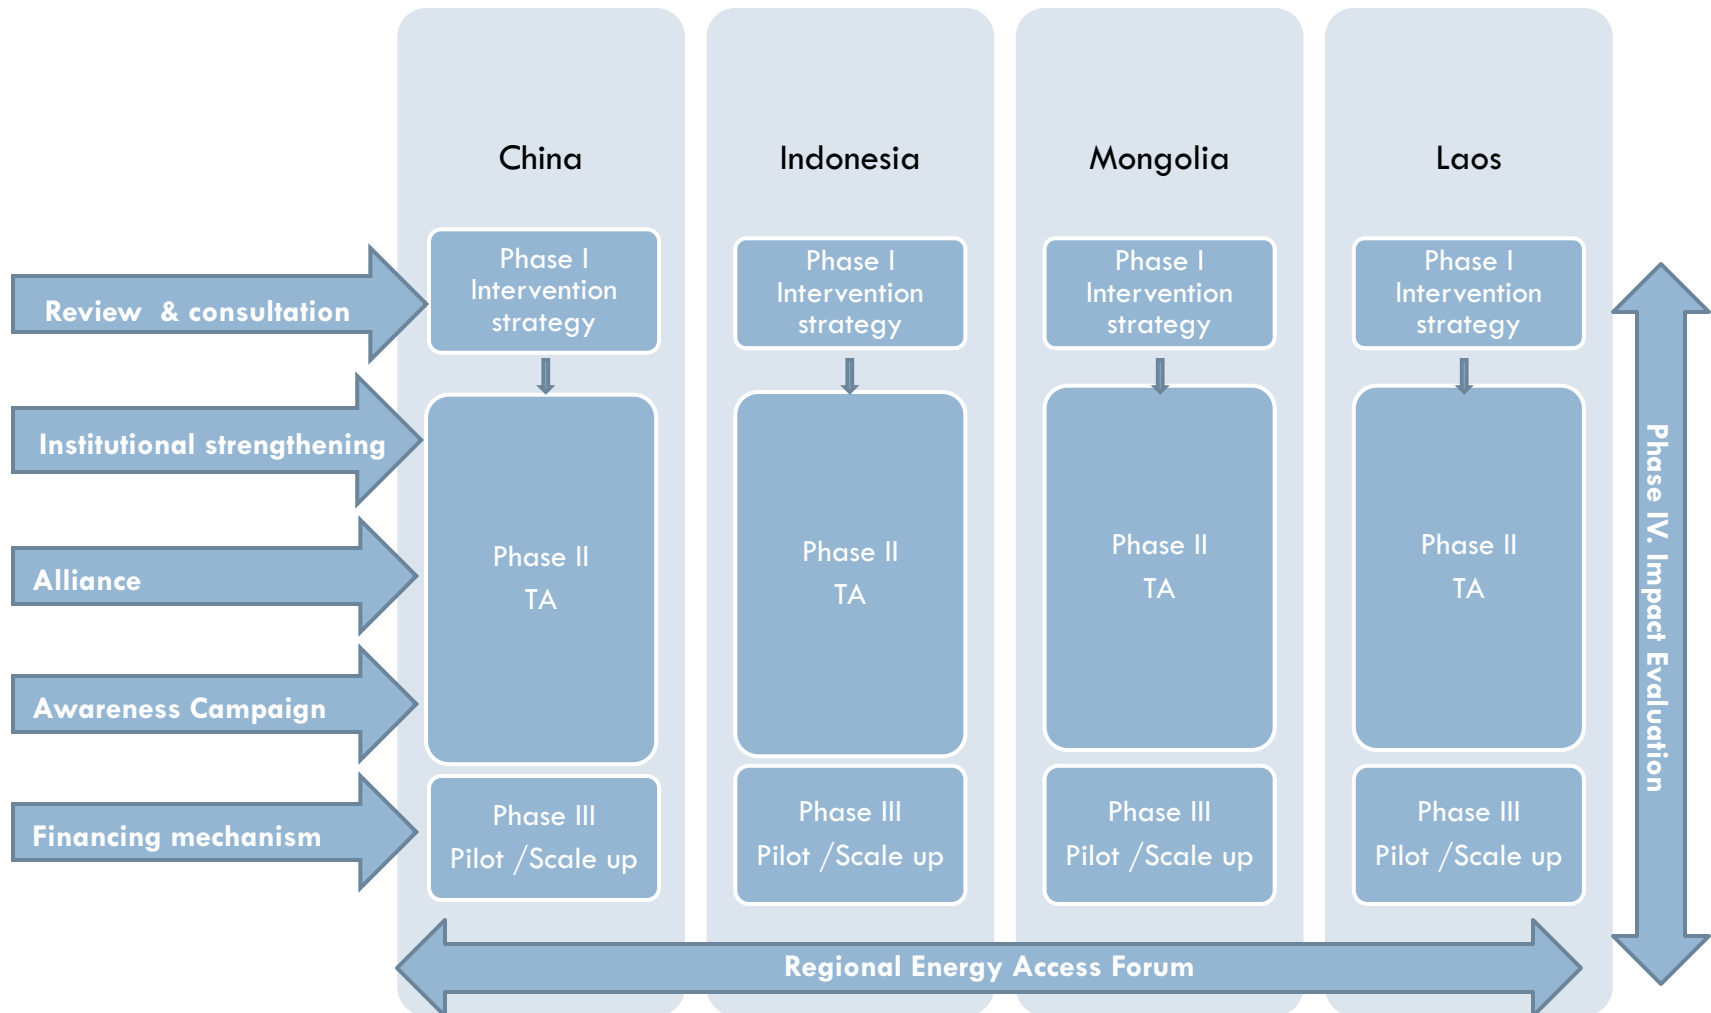 China
Indonesia
Mongolia
Laos
Review & consultation
Phase I
Intervention
strategy
Phase I
Intervention
strategy
Phase I
Intervention
strategy
Phase I
Intervention
strategy
Institutional strengthening
Alliance
Awareness Campaign
Phase II
TA
Phase II
TA
Phase II
TA
Phase II
TA
Phase IV. Impact Evaluation
Financing mechanism
Phase III
Pilot /Scale up
Phase III
Pilot /Scale up
Phase III
Pilot /Scale up
Phase III
Pilot /Scale up
Regional Energy Access Forum